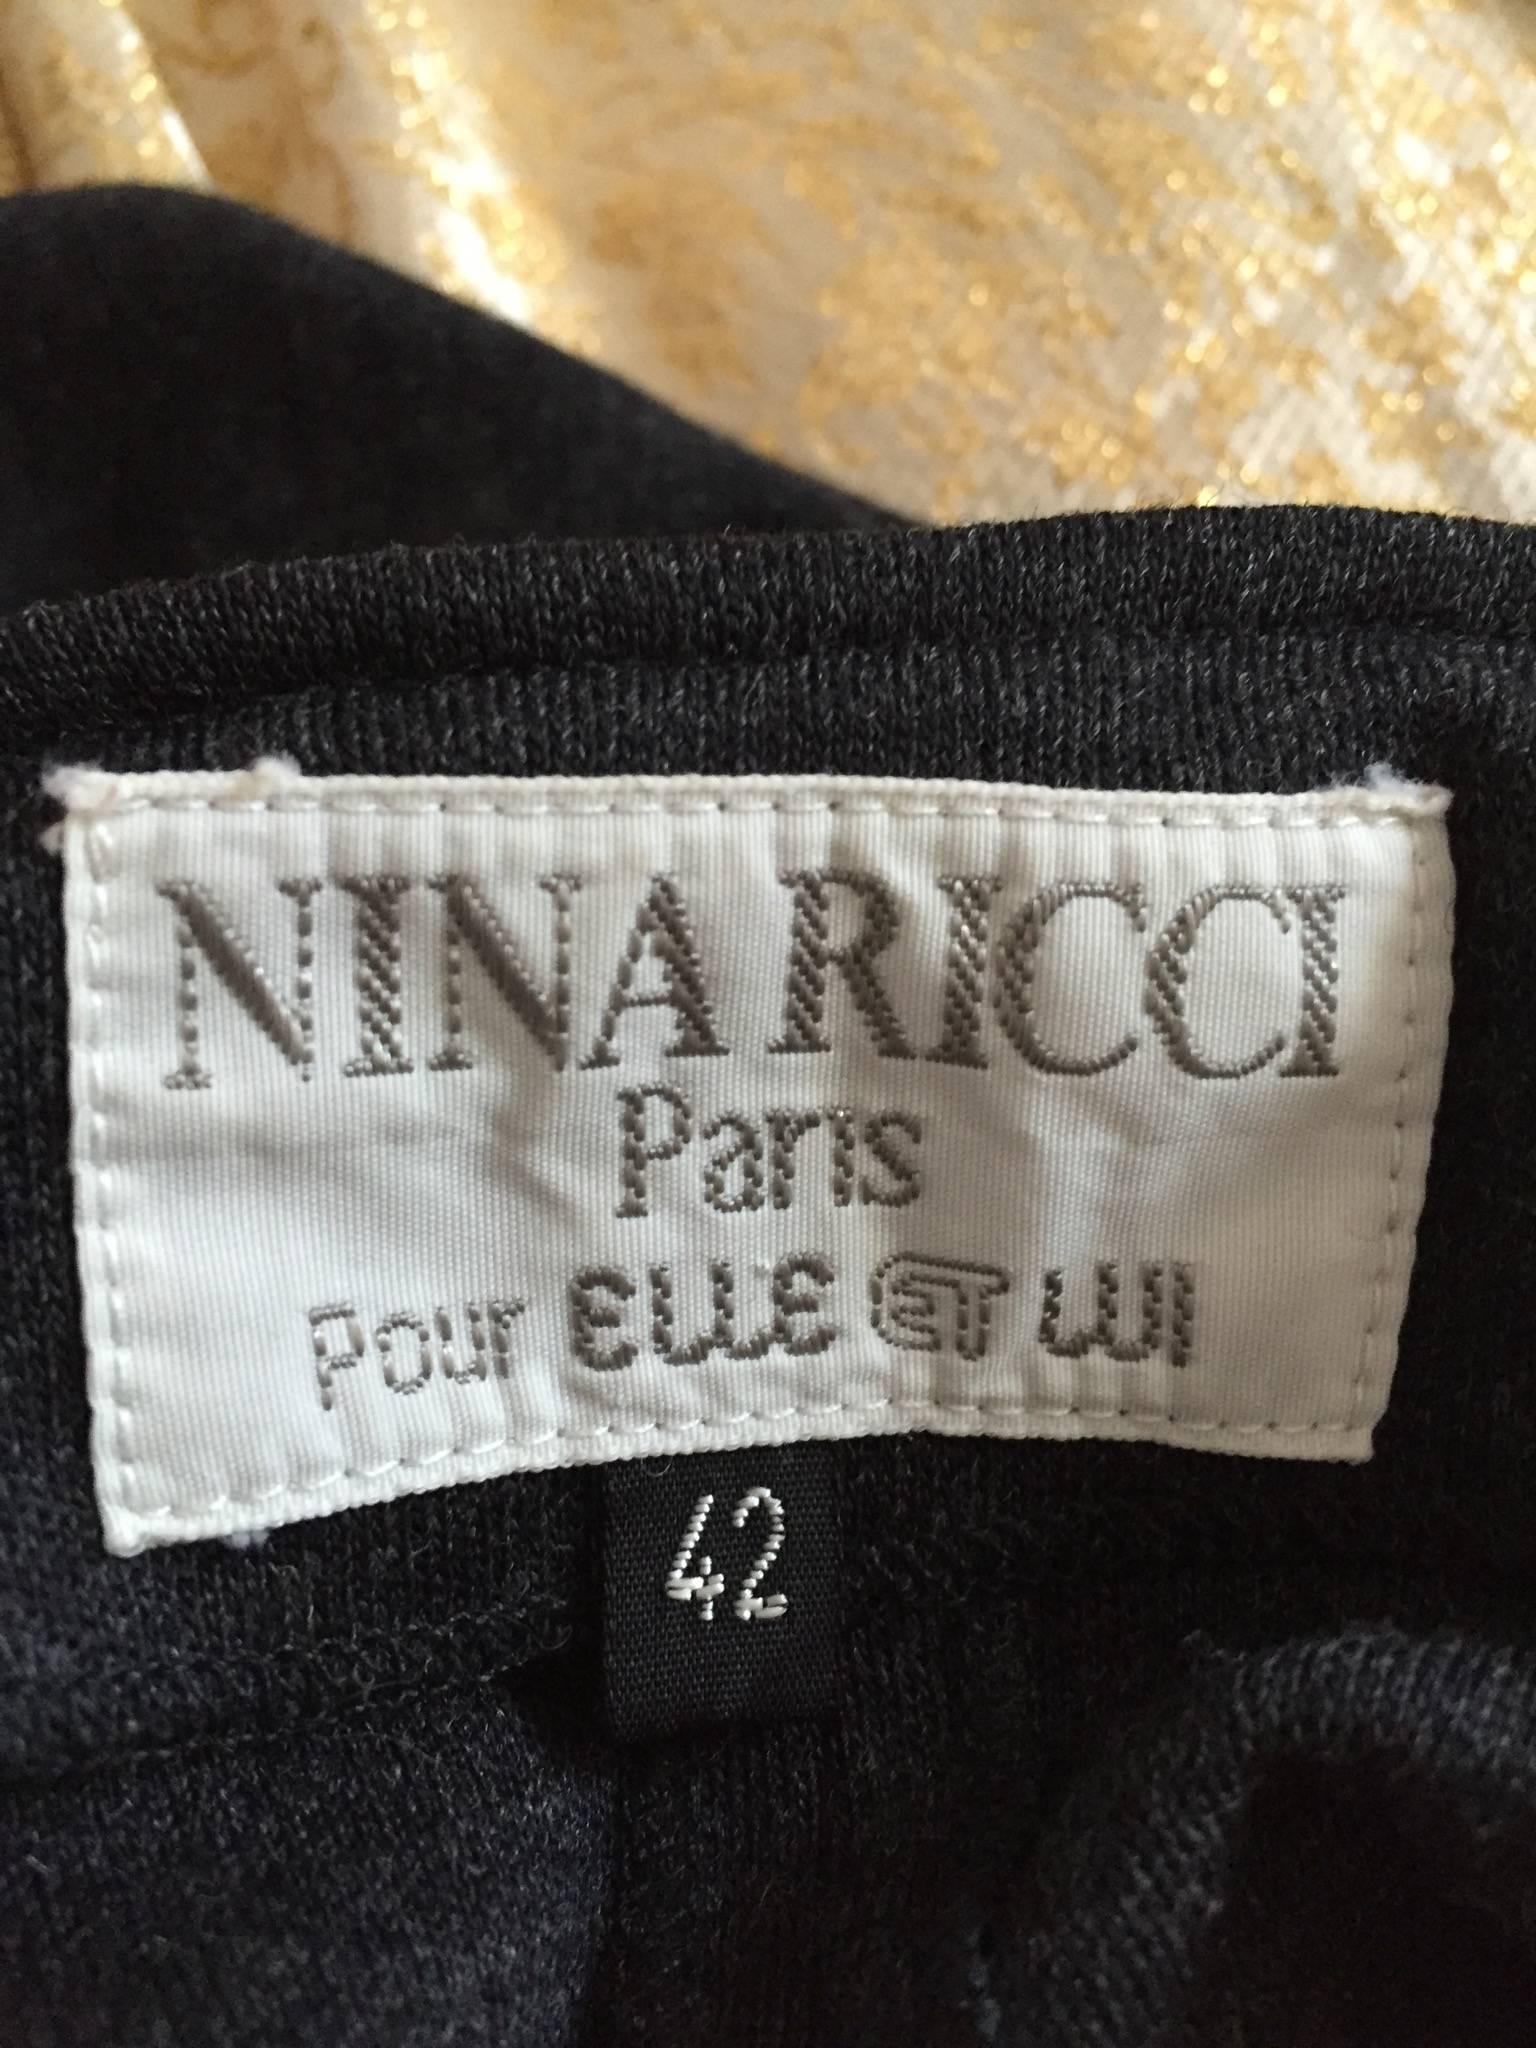 NINA RICCI
Paris
Pour ELLE ET LUI
42